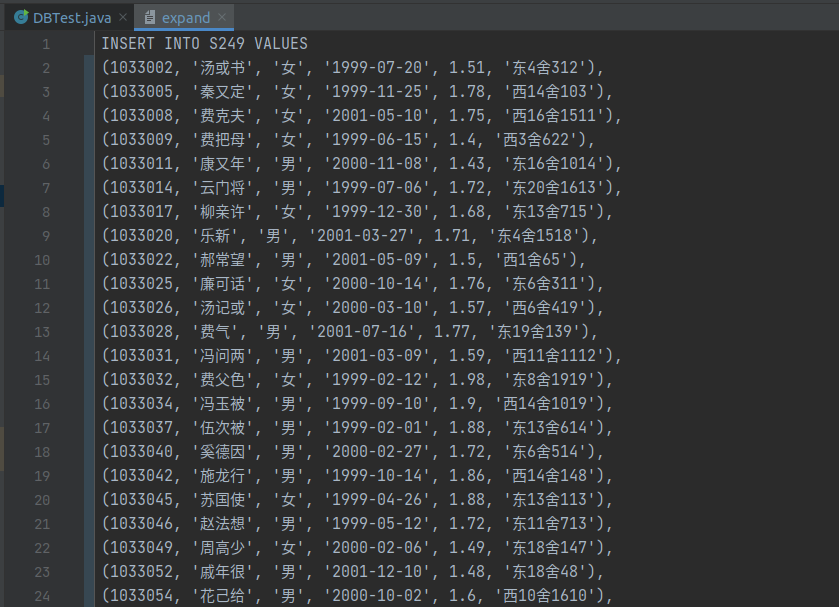 DBTest.java expand
1 INSERT INTO S249 VALUES
2 (1033002, '汤或书', '女', '1999-07-20', 1.51, '东4舍312'),
3 (1033005, '秦又定', '女', '1999-11-25', 1.78, '西14舍103'),
4 (1033008, '费克夫', '女', '2001-05-10', 1.75, '西16舍1511'),
5 (1033009, '费把母', '女', '1999-06-15', 1.4, '西3舍622'),
6 (1033011, '康又年', '男', '2000-11-08', 1.43, '东16舍1014'),
7 (1033014, '云门将', '男', '1999-07-06', 1.72, '东20舍1613'),
8 (1033017, '柳亲许', '女', '1999-12-30', 1.68, '东13舍715'),
9 (1033020, '乐新', '男', '2001-03-27', 1.71, '东4舍1518'),
10 (1033022, '郝常望', '男', '2001-05-09', 1.5, '西1舍65'),
11 (1033025, '廉可话', '女', '2000-10-14', 1.76, '东6舍311'),
12 (1033026, '汤记或', '女', '2000-03-10', 1.57, '西6舍419'),
13 (1033028, '费气', '男', '2001-07-16', 1.77, '东19舍139'),
14 (1033031, '冯问两', '男', '2001-03-09', 1.59, '西11舍1112'),
15 (1033032, '费父色', '女', '1999-02-12', 1.98, '东8舍1919'),
16 (1033034, '冯玉被', '男', '1999-09-10', 1.9, '西14舍1019'),
17 (1033037, '伍次被', '男', '1999-02-01', 1.88, '东13舍614'),
18 (1033040, '奚德因', '男', '2000-02-27', 1.72, '东6舍514'),
19 (1033042, '施龙行', '男', '1999-10-14', 1.86, '西14舍148'),
20 (1033045, '苏国使', '女', '1999-04-26', 1.88, '东13舍113'),
21 (1033046, '赵法想', '男', '1999-05-12', 1.72, '东11舍713'),
22 (1033049, '周高少', '女', '2000-02-06', 1.49, '东18舍147'),
23 (1033052, '戚年很', '男', '2001-12-10', 1.48, '东18舍48'),
24 (1033054, '花己给', '男', '2000-10-02', 1.6, '西10舍1610'),